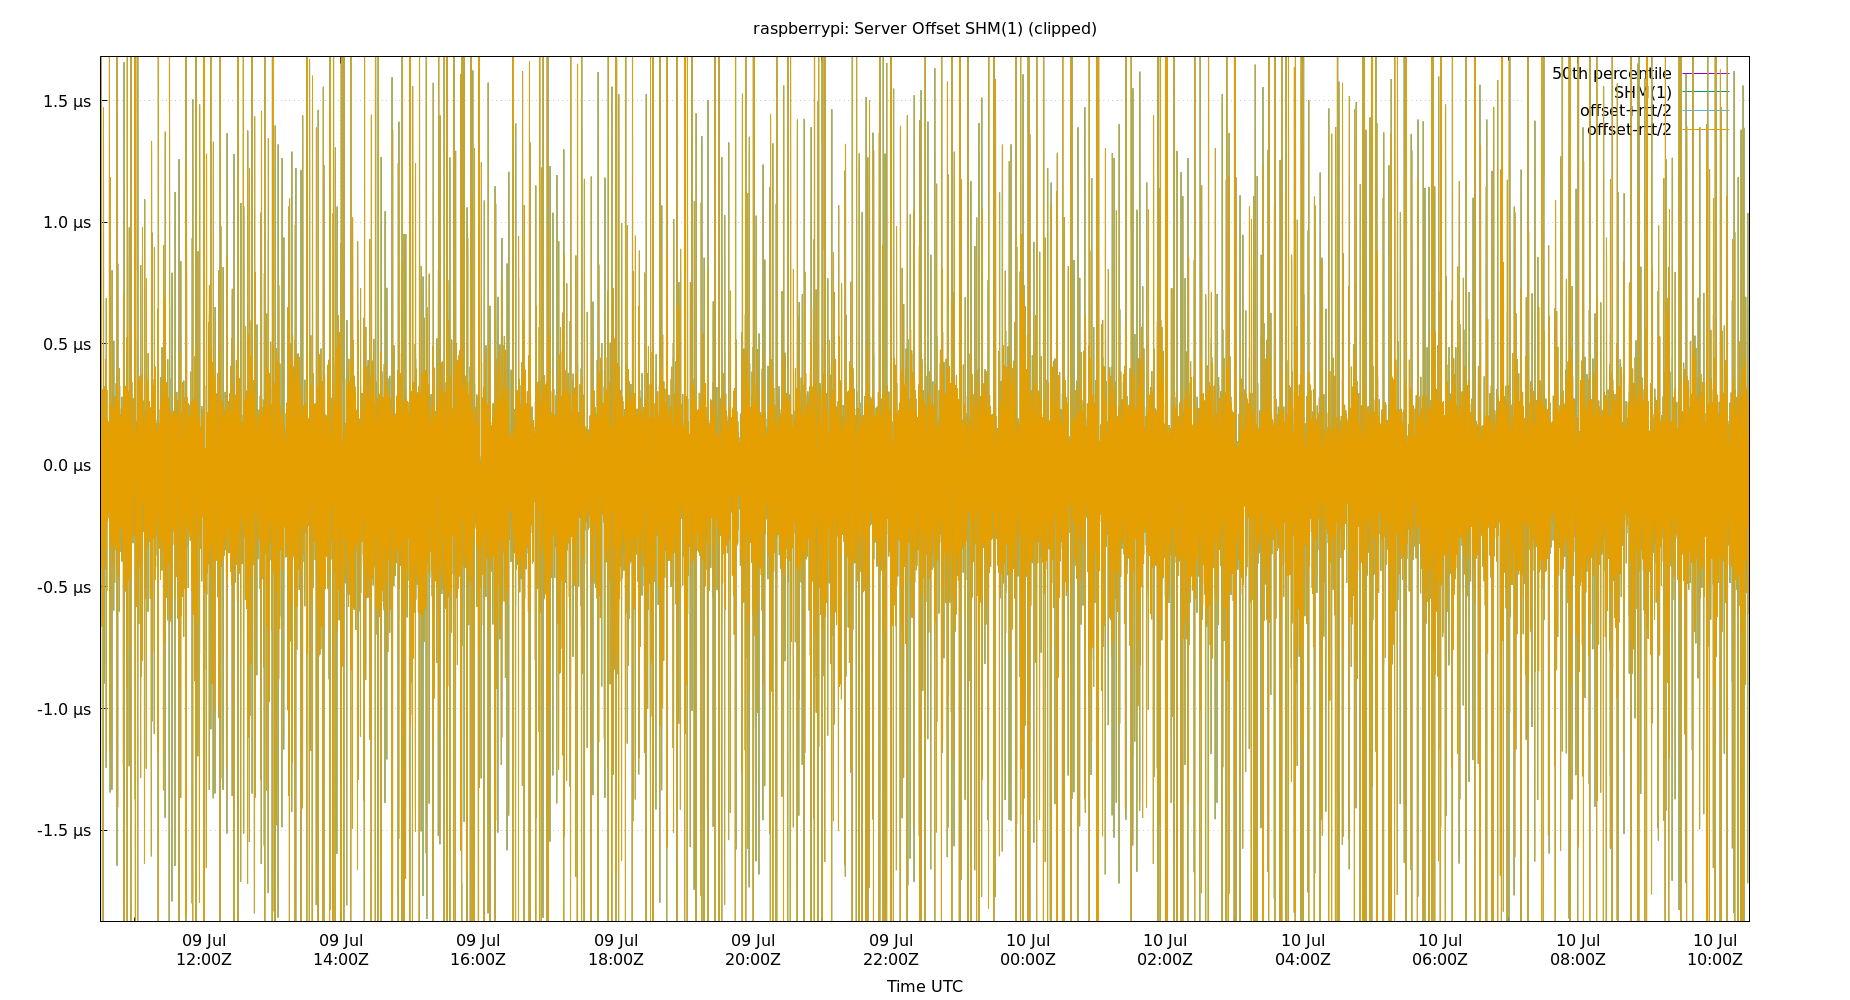 raspberrypi: Server Offset SHM(1) (clipped)
50th percentile
SHM(1)
offset+rtt/2
offset-rtt/2
1.5 µs
1.0 µs
0.5 µs
0.0 µs
-0.5 µs
-1.0 µs
-1.5 µs
09 Jul 09 Jul 09 Jul 09 Jul 09 Jul 09 Jul 10 Jul 10 Jul 10 Jul 10 Jul 10 Jul 10 Jul
12:00Z 14:00Z 16:00Z 18:00Z 20:00Z 22:00Z 00:00Z 02:00Z 04:00Z 06:00Z 08:00Z 10:00Z
Time UTC